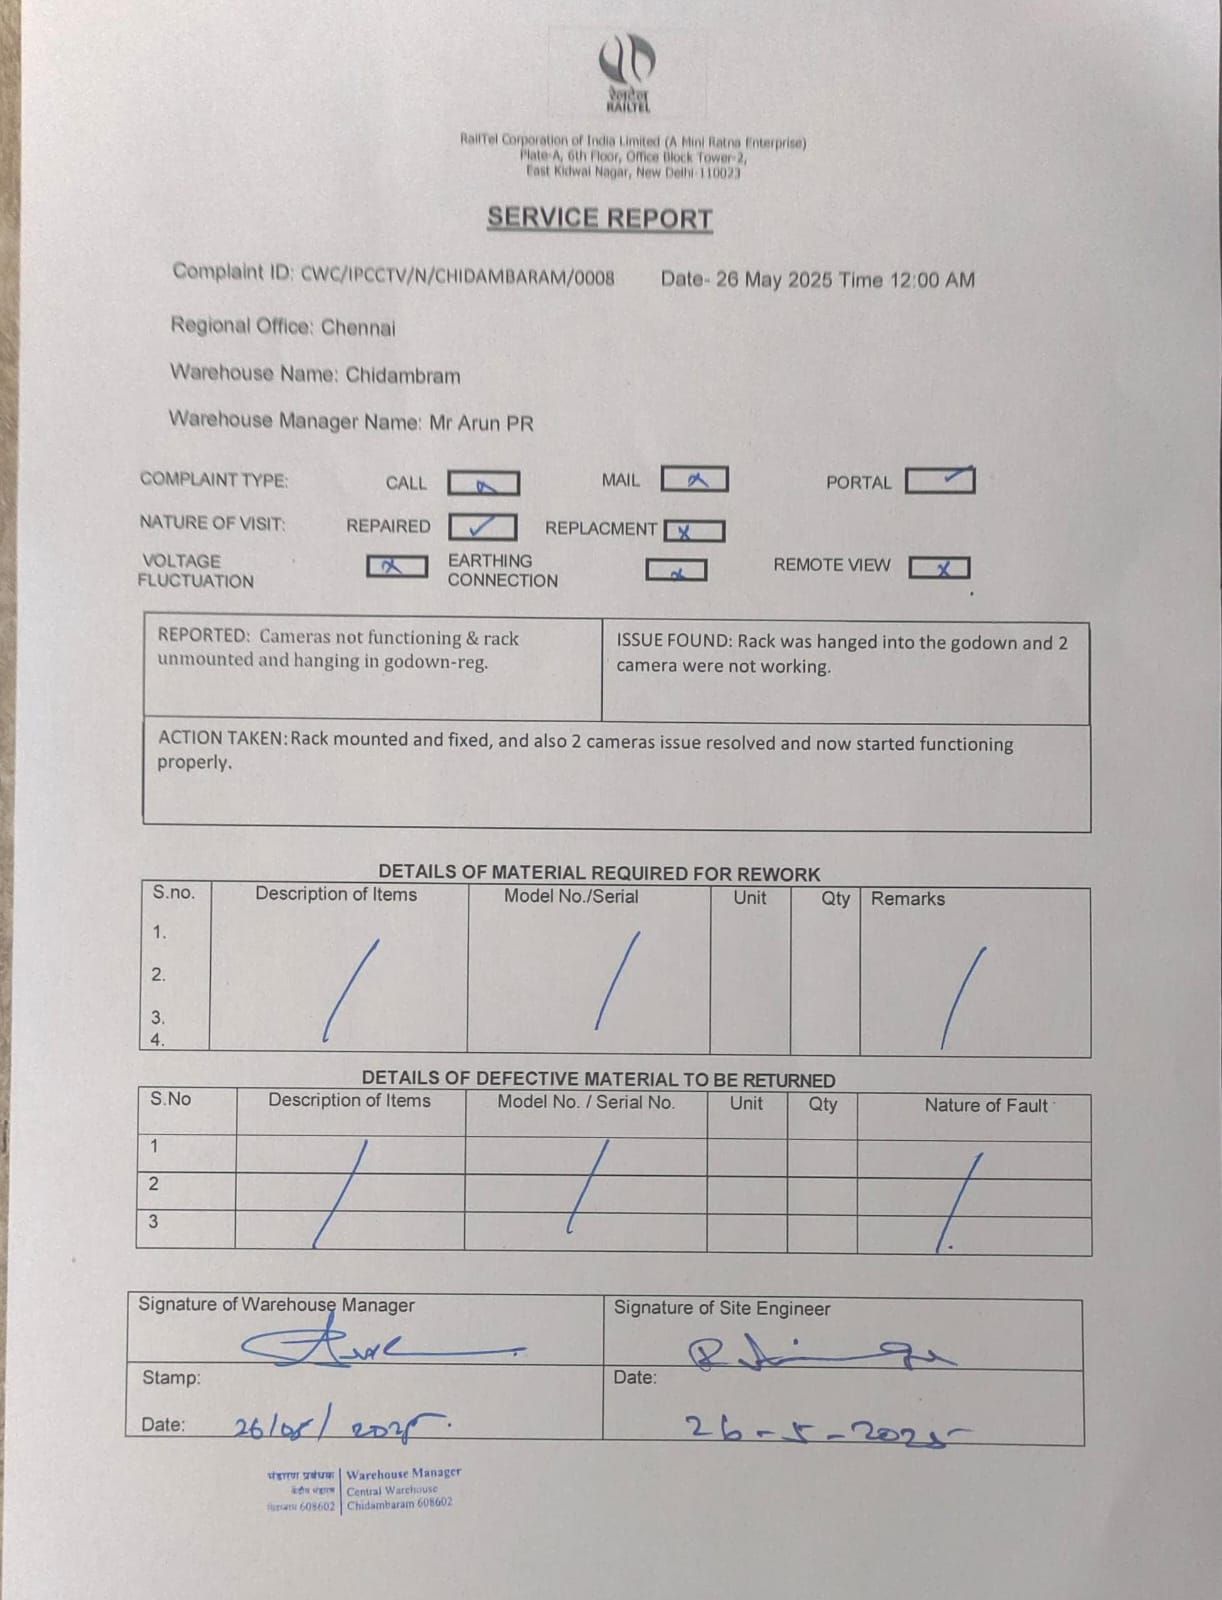 रेलटेल
RAILTEL
RailTel Corporation of India Limited (A Mini Ratna Enterprise)
Plate-A, 6th Floor, Office Block Tower-2,
East Kidwai Nagar, New Delhi-110023
SERVICE REPORT
Complaint ID: CWC/IPCCTV/N/CHIDAMBARAM/0008 Date- 26 May 2025 Time 12:00 AM
Regional Office: Chennai
Warehouse Name: Chidambram
Warehouse Manager Name: Mr Arun PR
COMPLAINT TYPE: CALL x MAIL x PORTAL ✓
NATURE OF VISIT: REPAIRED ✓ REPLACMENT x
VOLTAGE FLUCTUATION x EARTHING CONNECTION x REMOTE VIEW x
REPORTED: Cameras not functioning & rack
unmounted and hanging in godown-reg.
ISSUE FOUND: Rack was hanged into the godown and 2
camera were not working.
ACTION TAKEN: Rack mounted and fixed, and also 2 cameras issue resolved and now started functioning
properly.
DETAILS OF MATERIAL REQUIRED FOR REWORK
S.no. Description of Items Model No./Serial Unit Qty Remarks
1.
2.
3.
4.
DETAILS OF DEFECTIVE MATERIAL TO BE RETURNED
S.No Description of Items Model No. / Serial No. Unit Qty Nature of Fault
1
2
3
Signature of Warehouse Manager Signature of Site Engineer
Stamp: Date:
Date: 26/05/2025. 26-5-2025
भंडारण प्रबंधक Warehouse Manager
Central Warehouse
608602 Chidambaram 608602